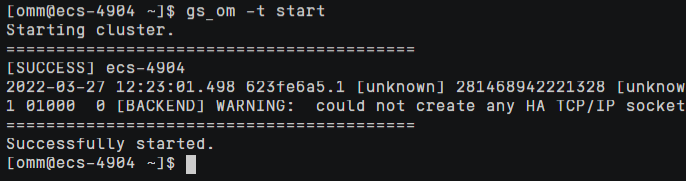 [omm@ecs-4904 ~]$ gs_om -t start
Starting cluster.
=========================================
[SUCCESS] ecs-4904
2022-03-27 12:23:01.498 623fe6a5.1 [unknown] 281468942221328 [unknow
1 01000  0 [BACKEND] WARNING:  could not create any HA TCP/IP socket
=========================================
Successfully started.
[omm@ecs-4904 ~]$